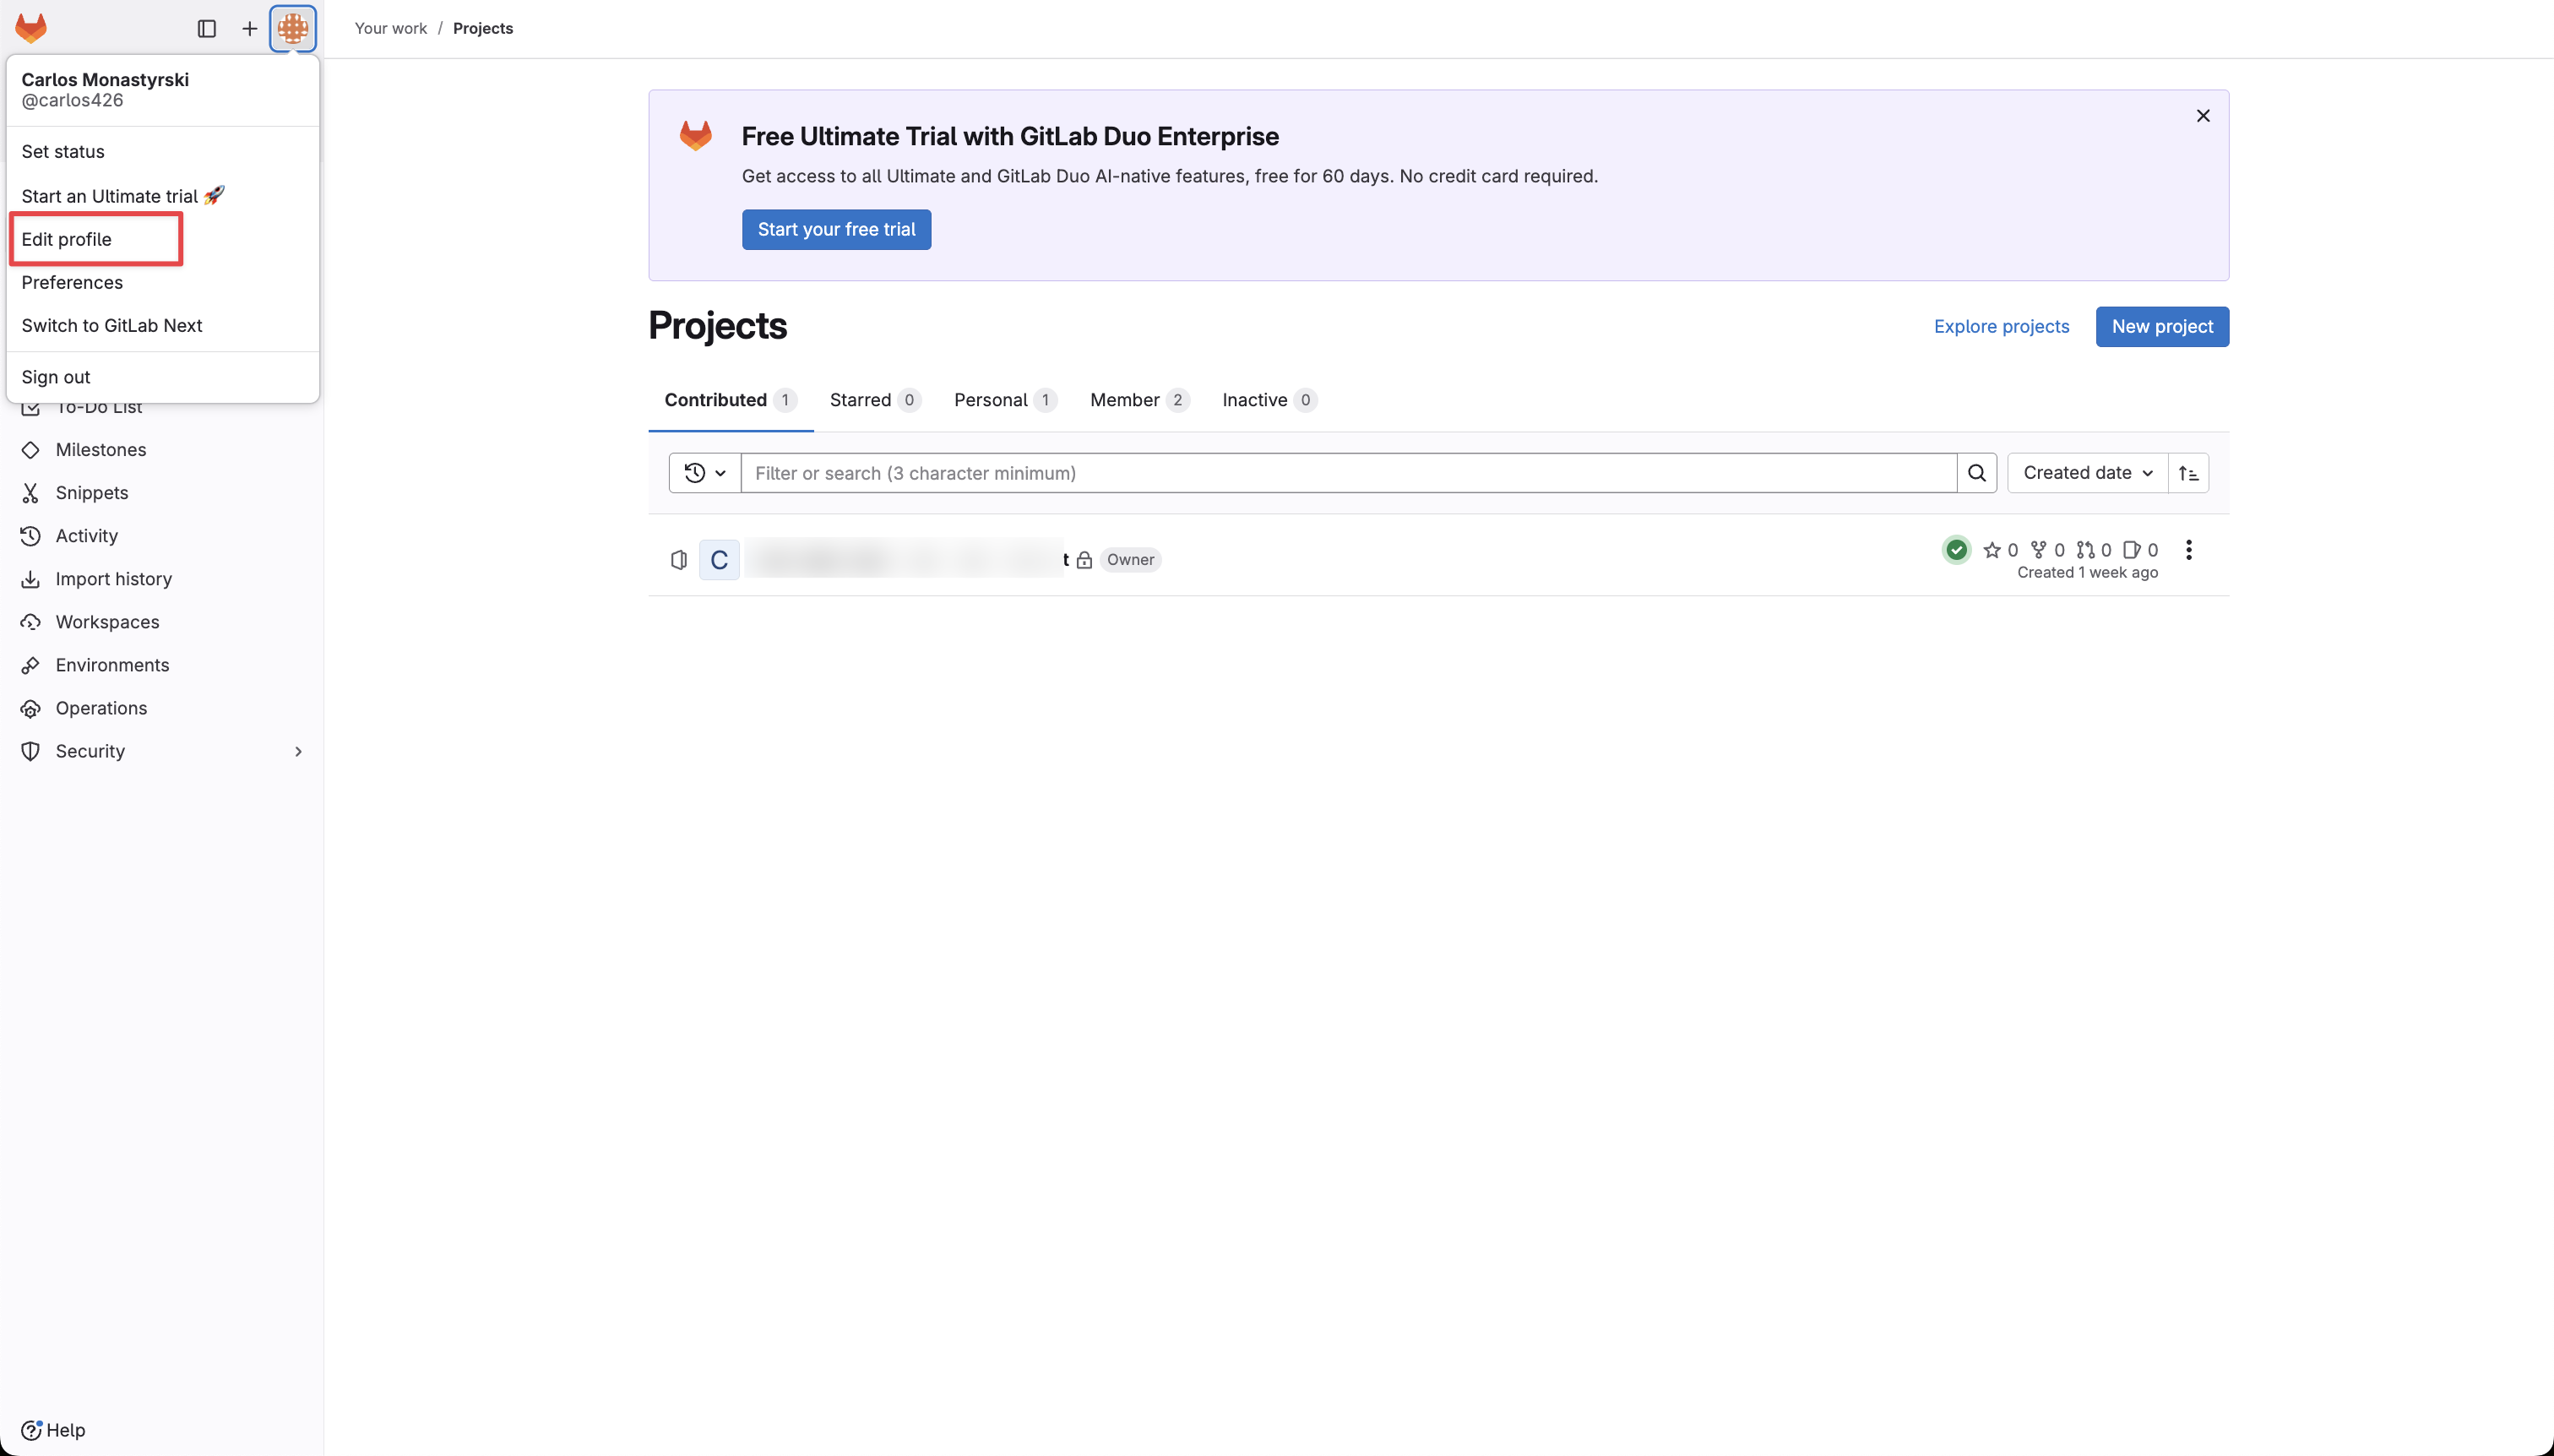 Your work / Projects
Carlos Monastyrski
@carlos426
Set status
Start an Ultimate trial 🚀
Edit profile
Preferences
Switch to GitLab Next
Sign out
To-Do List
Milestones
Snippets
Activity
Import history
Workspaces
Environments
Operations
Security
Help
Free Ultimate Trial with GitLab Duo Enterprise
Get access to all Ultimate and GitLab Duo AI-native features, free for 60 days. No credit card required.
Start your free trial
Projects
Explore projects
New project
Contributed 1 Starred 0 Personal 1 Member 2 Inactive 0
Filter or search (3 character minimum)
Created date
C t Owner
0 0 0 0
Created 1 week ago